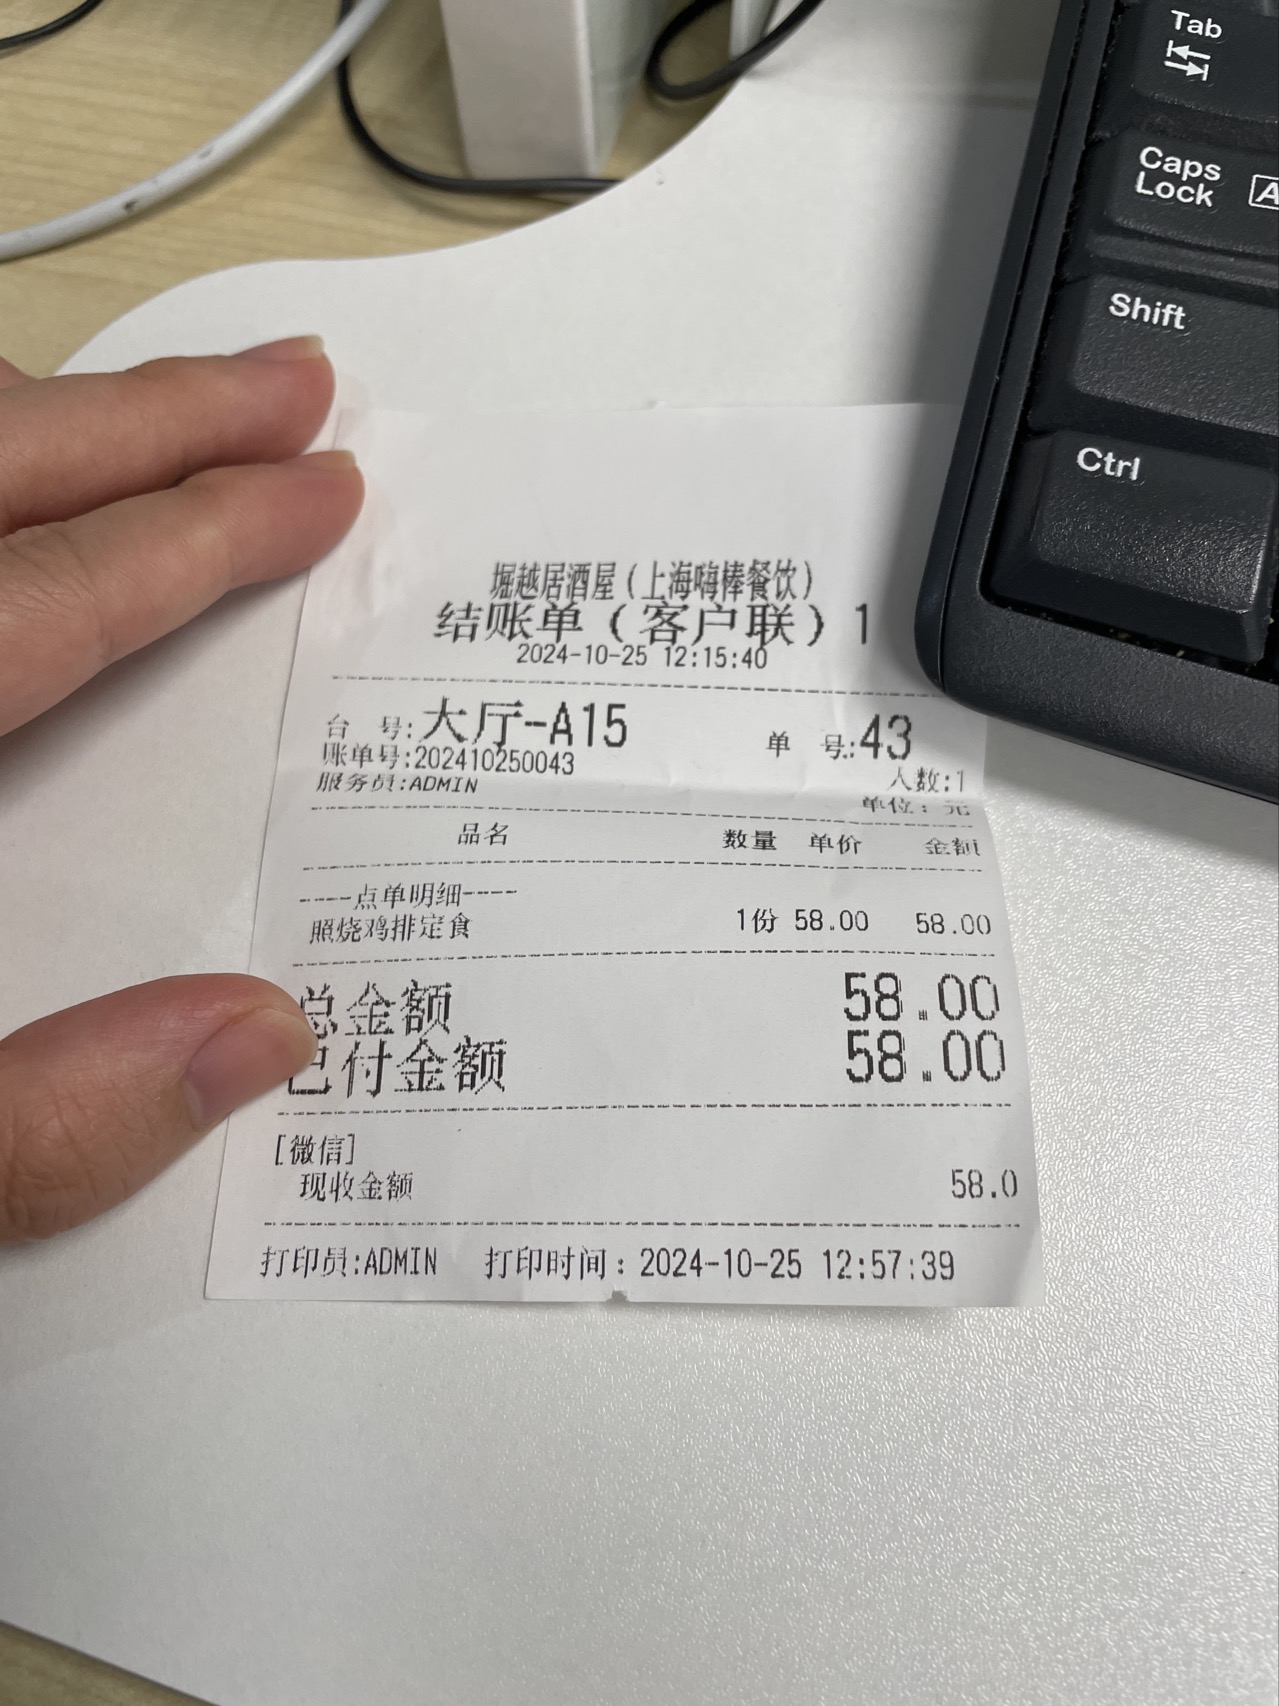 Tab
Caps Lock
A
Shift
Ctrl
堀越居酒屋(上海嗨棒餐饮)
结账单(客户联)1
2024-10-25 12:15:40
台 号:大厅-A15 单 号:43
账单号:202410250043
人数:1
服务员:ADMIN
单位: 元
品名 数量 单价 金额
----点单明细----
照烧鸡排定食 1份 58.00 58.00
总金额 58.00
已付金额 58.00
[微信]
现收金额 58.0
打印员:ADMIN 打印时间:2024-10-25 12:57:39